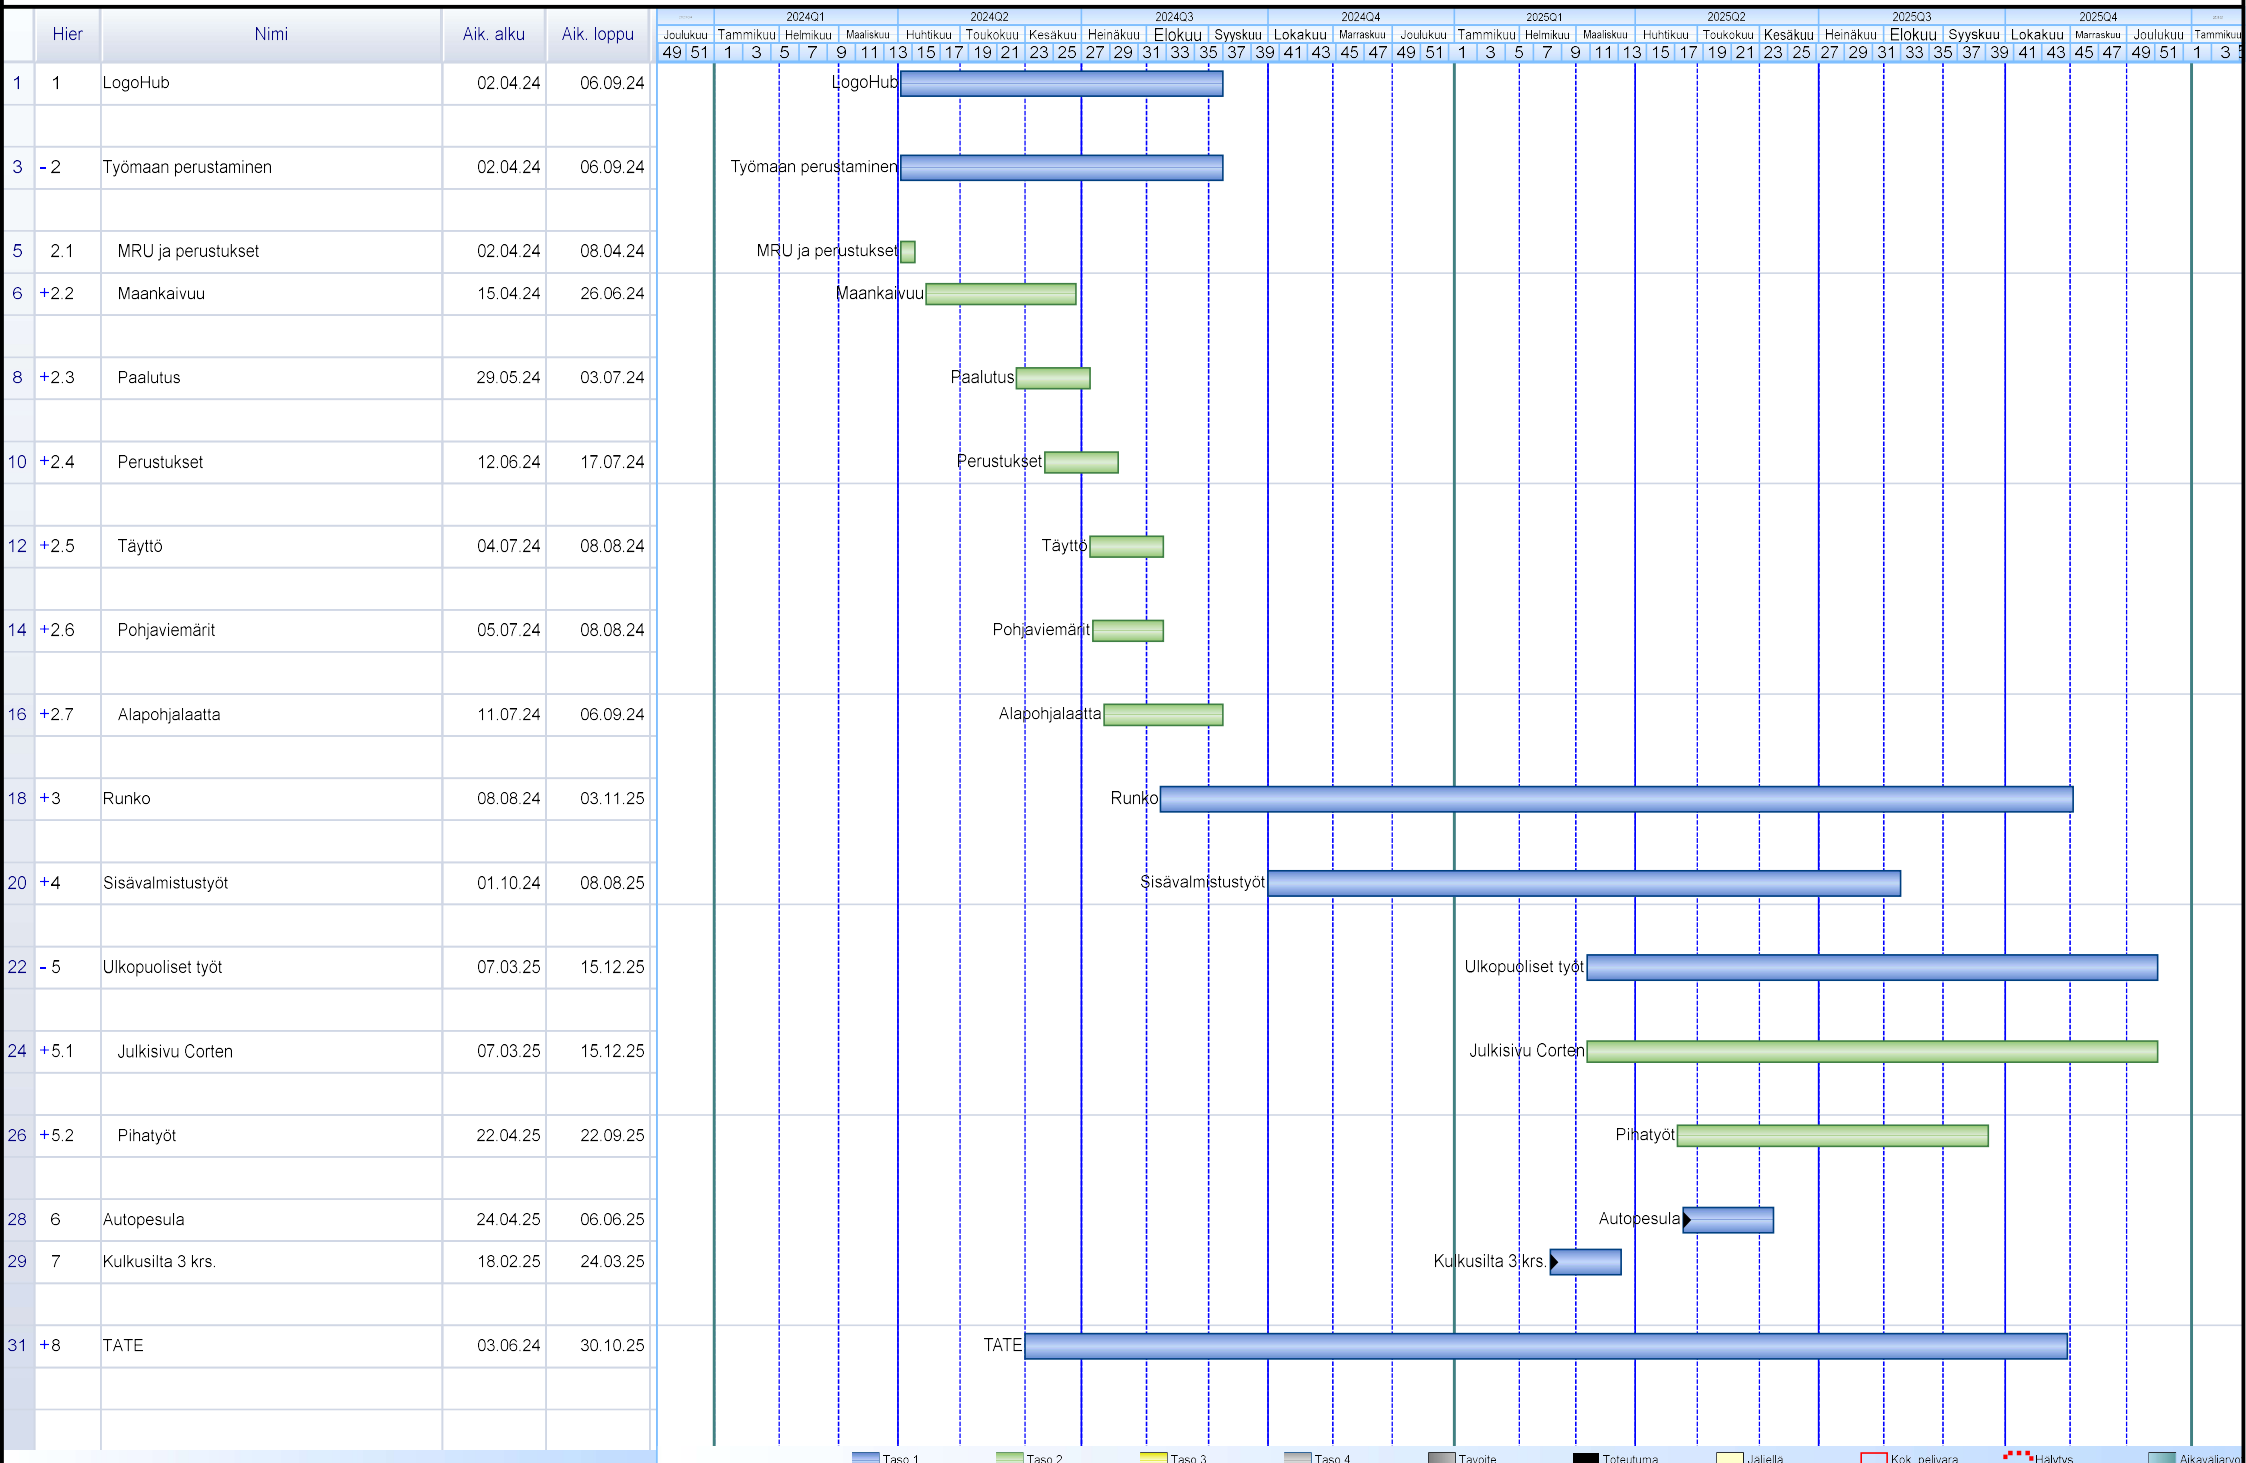 Hier Nimi Aik. alku Aik. loppu
2024Q1 2024Q2 2024Q3 2024Q4 2025Q1 2025Q2 2025Q3 2025Q4
Joulukuu Tammikuu Helmikuu Maaliskuu Huhtikuu Toukokuu Kesäkuu Heinäkuu Elokuu Syyskuu Lokakuu Marraskuu Joulukuu Tammikuu Helmikuu Maaliskuu Huhtikuu Toukokuu Kesäkuu Heinäkuu Elokuu Syyskuu Lokakuu Marraskuu Joulukuu Tammikuu
49 51 1 3 5 7 9 11 13 15 17 19 21 23 25 27 29 31 33 35 37 39 41 43 45 47 49 51 1 3 5 7 9 11 13 15 17 19 21 23 25 27 29 31 33 35 37 39 41 43 45 47 49 51 1 3
1 1 LogoHub 02.04.24 06.09.24 LogoHub
3 - 2 Työmaan perustaminen 02.04.24 06.09.24 Työmaan perustaminen
5 2.1 MRU ja perustukset 02.04.24 08.04.24 MRU ja perustukset
6 +2.2 Maankaivuu 15.04.24 26.06.24 Maankaivuu
8 +2.3 Paalutus 29.05.24 03.07.24 Paalutus
10 +2.4 Perustukset 12.06.24 17.07.24 Perustukset
12 +2.5 Täyttö 04.07.24 08.08.24 Täyttö
14 +2.6 Pohjaviemärit 05.07.24 08.08.24 Pohjaviemärit
16 +2.7 Alapohjalaatta 11.07.24 06.09.24 Alapohjalaatta
18 +3 Runko 08.08.24 03.11.25 Runko
20 +4 Sisävalmistustyöt 01.10.24 08.08.25 Sisävalmistustyöt
22 - 5 Ulkopuoliset työt 07.03.25 15.12.25 Ulkopuoliset työt
24 +5.1 Julkisivu Corten 07.03.25 15.12.25 Julkisivu Corten
26 +5.2 Pihatyöt 22.04.25 22.09.25 Pihatyöt
28 6 Autopesula 24.04.25 06.06.25 Autopesula
29 7 Kulkusilta 3 krs. 18.02.25 24.03.25 Kulkusilta 3 krs.
31 +8 TATE 03.06.24 30.10.25 TATE
Taso 1 Taso 2 Taso 3 Taso 4 Tavoite Toteutuma Jäljellä Kok. pelivara Hälytys